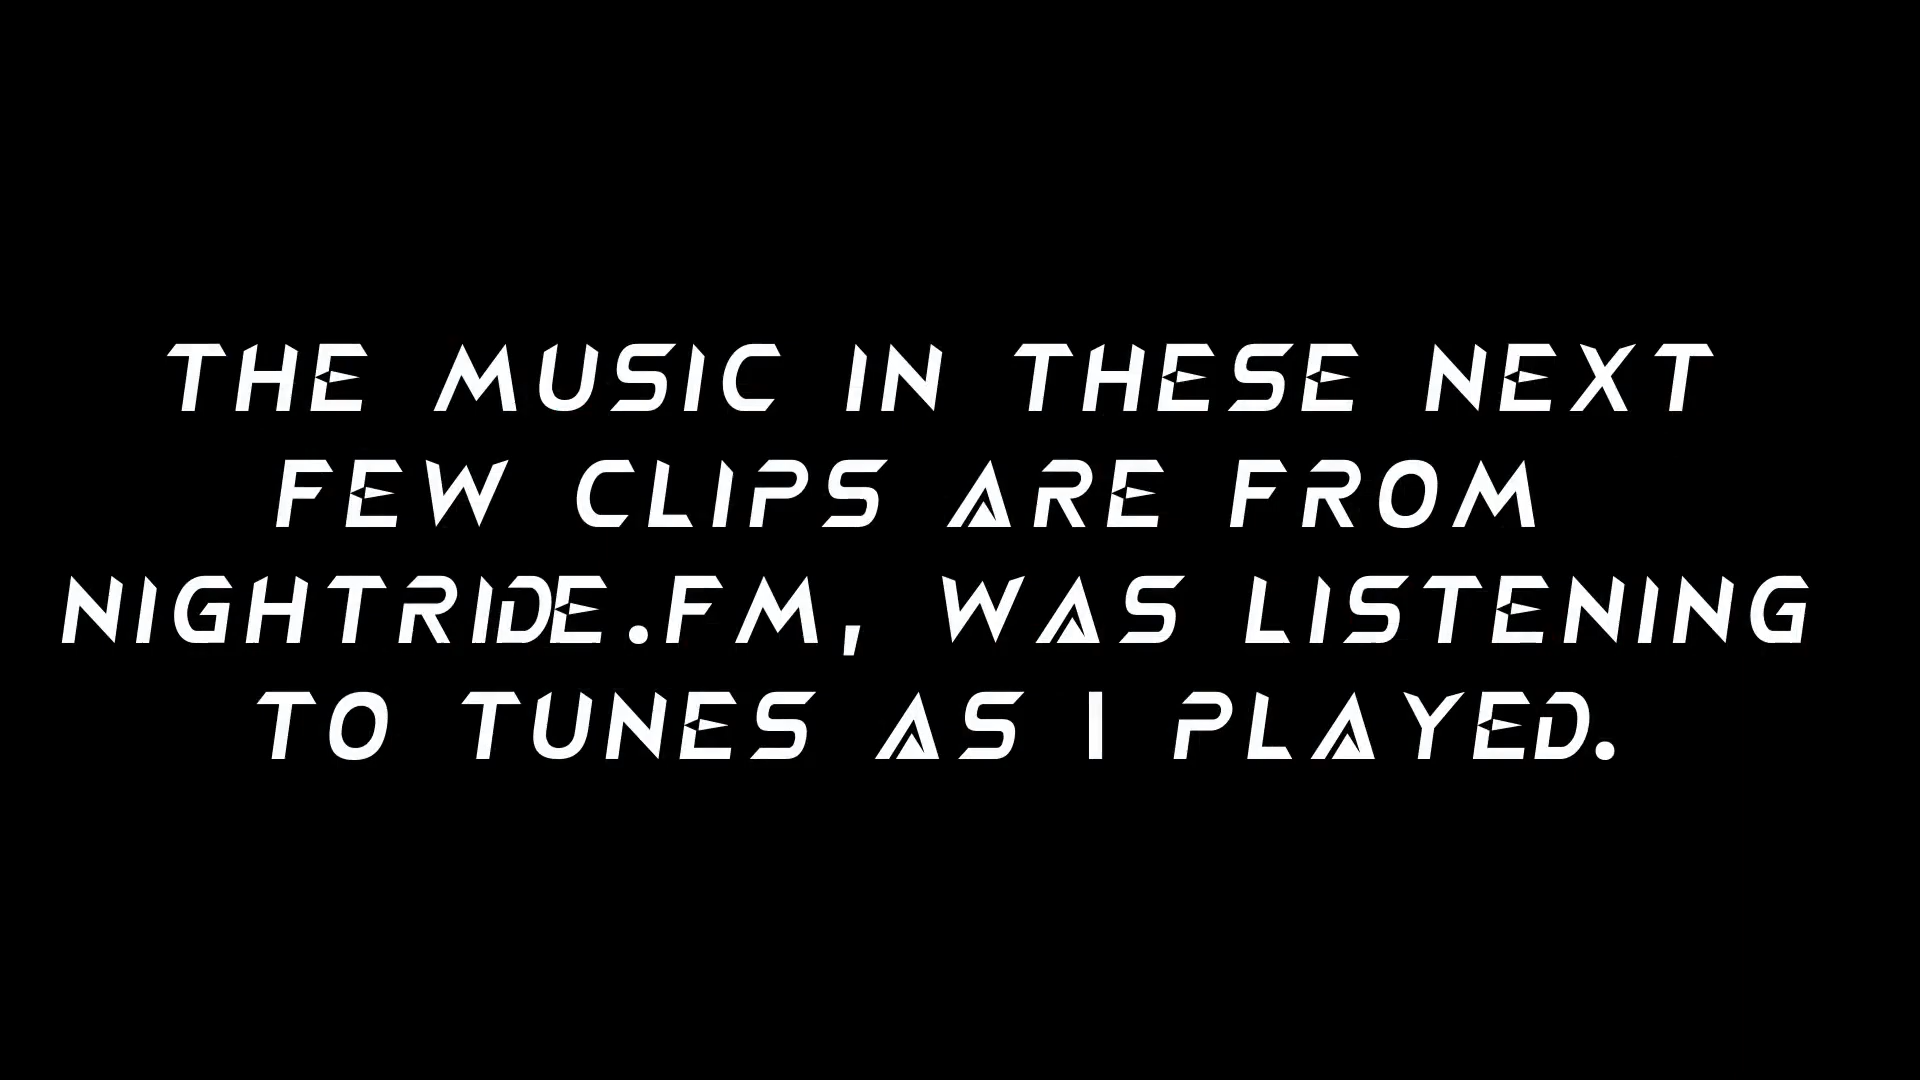 THE MUSIC IN THESE NEXT
FEW CLIPS ARE FROM
NIGHTRIDE.FM, WAS LISTENING
TO TUNES AS I PLAYED.